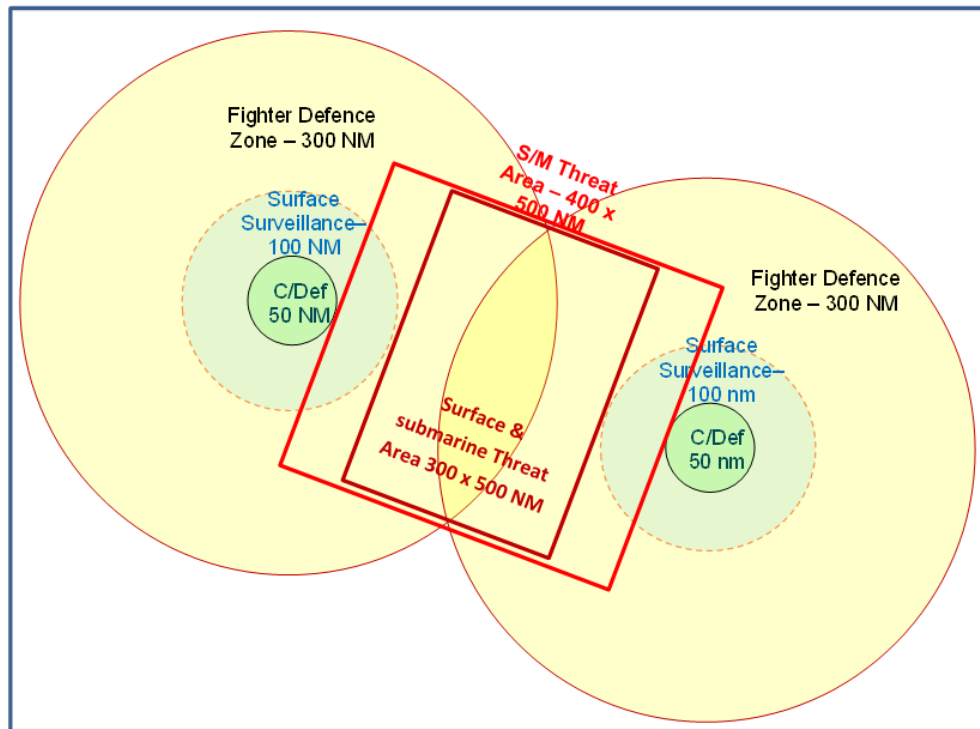 Fighter Defence
Zone – 300 NM
Surface
Surveillance–
100 NM
C/Def
50 NM
S/M Threat
Area – 400 x
500 NM
Surface &
submarine Threat
Area 300 x 500 NM
Fighter Defence
Zone – 300 NM
Surface
Surveillance–
100 nm
C/Def
50 nm